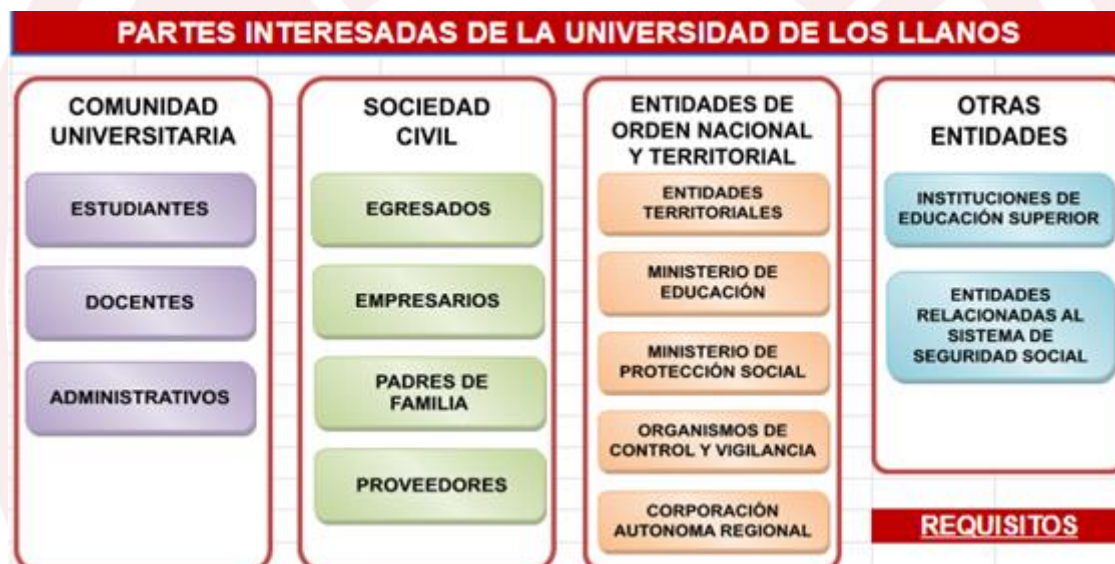 PARTES INTERESADAS DE LA UNIVERSIDAD DE LOS LLANOS
COMUNIDAD
UNIVERSITARIA
ESTUDIANTES
DOCENTES
ADMINISTRATIVOS
SOCIEDAD
CIVIL
EGRESADOS
EMPRESARIOS
PADRES DE
FAMILIA
PROVEEDORES
ENTIDADES DE
ORDEN NACIONAL
Y TERRITORIAL
ENTIDADES
TERRITORIALES
MINISTERIO DE
EDUCACIÓN
MINISTERIO DE
PROTECCIÓN SOCIAL
ORGANISMOS DE
CONTROL Y VIGILANCIA
CORPORACIÓN
AUTONOMA REGIONAL
OTRAS
ENTIDADES
INSTITUCIONES DE
EDUCACIÓN SUPERIOR
ENTIDADES
RELACIONADAS AL
SISTEMA DE
SEGURIDAD SOCIAL
REQUISITOS